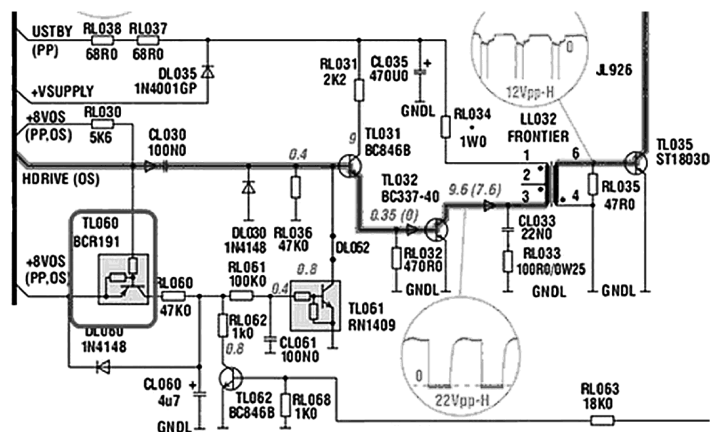 USTBY
(PP)
RL038
68R0
RL037
68R0
DL035
1N4001GP
+VSUPPLY
+8VOS
(PP,OS)
RL030
5K6
CL030
100N0
HDRIVE (OS)
RL031
2K2
CL035
470U0
GNDL
9
TL031
BC846B
RL034
1W0
12Vpp-H
0
JL926
LL032
FRONTIER
1
2
3
6
4
TL035
ST1803D
RL035
47R0
0.4
DL030
1N4148
RL036
47K0
DL052
TL032
BC337-40
9.6 (7.6)
0.35 (0)
RL032
470R0
GNDL
CL033
22N0
RL033
100R0/0W25
GNDL
GNDL
TL060
BCR191
+8VOS
(PP,OS)
RL060
47K0
RL061
100K0
0.8
0.4
TL061
RN1409
DL060
1N4148
RL062
1k0
0.8
CL061
100N0
CL060
4u7
GNDL
TL062
BC846B
RL068
1K0
0
22Vpp-H
RL063
18K0